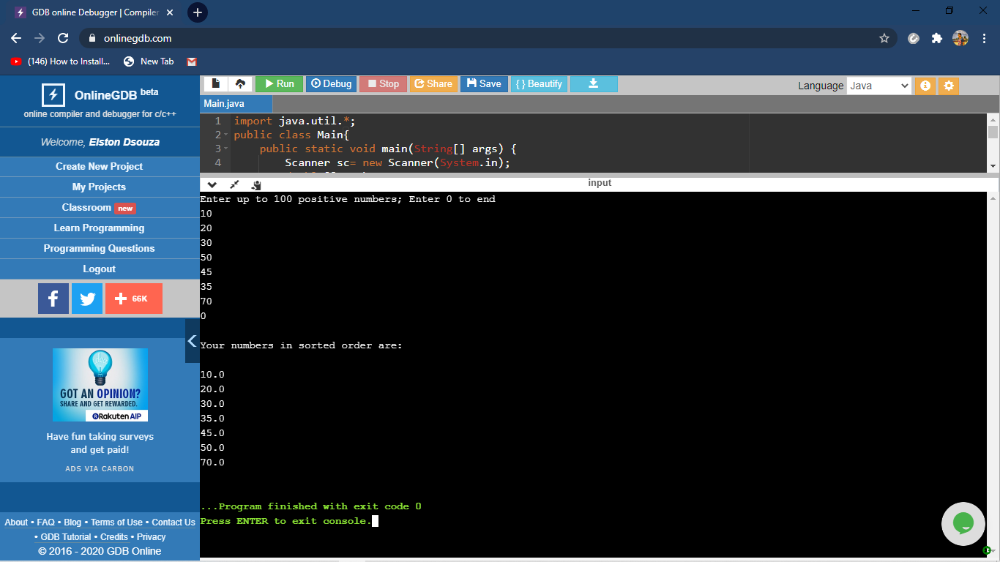 GDB online Debugger | Compiler
onlinegdb.com
(146) How to Install...
New Tab
OnlineGDB beta
online compiler and debugger for c/c++
Welcome, Elston Dsouza
Create New Project
My Projects
Classroom new
Learn Programming
Programming Questions
Logout
66K
GOT AN OPINION?
SHARE AND GET REWARDED.
Rakuten AIP
Have fun taking surveys
and get paid!
ADS VIA CARBON
About • FAQ • Blog • Terms of Use • Contact Us
• GDB Tutorial • Credits • Privacy
© 2016 - 2020 GDB Online
Run Debug Stop Share Save { } Beautify
Language Java
Main.java
1 import java.util.*;
2 public class Main{
3 public static void main(String[] args) {
4 Scanner sc= new Scanner(System.in);
input
Enter up to 100 positive numbers; Enter 0 to end
10
20
30
50
45
35
70
0
Your numbers in sorted order are:
10.0
20.0
30.0
35.0
45.0
50.0
70.0
...Program finished with exit code 0
Press ENTER to exit console.